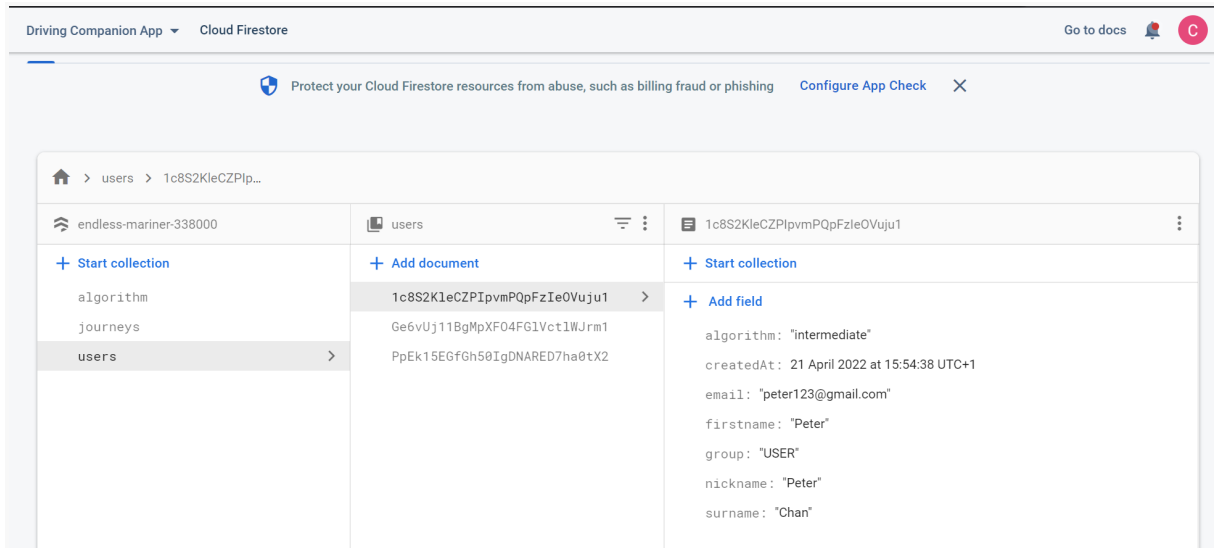 Driving Companion App Cloud Firestore Go to docs C
Protect your Cloud Firestore resources from abuse, such as billing fraud or phishing Configure App Check
users 1c8S2KleCZPIp...
endless-mariner-338000
Start collection
algorithm
journeys
users
users
Add document
1c8S2KleCZPIpvmPQpFzIeOVuju1
Ge6vUj11BgMpXFO4FGlVctlWJrm1
PpEk15EGfGh50IgDNARED7ha0tX2
1c8S2KleCZPIpvmPQpFzIeOVuju1
Start collection
Add field
algorithm: "intermediate"
createdAt: 21 April 2022 at 15:54:38 UTC+1
email: "peter123@gmail.com"
firstname: "Peter"
group: "USER"
nickname: "Peter"
surname: "Chan"